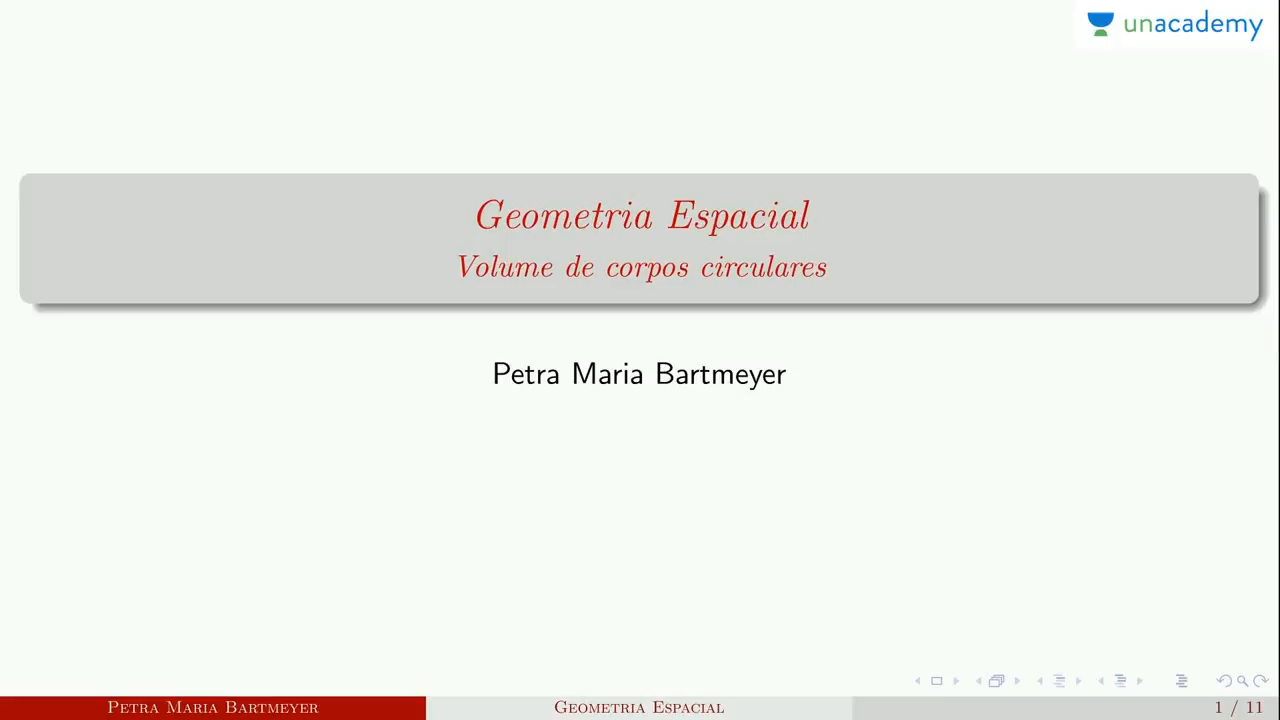 unacademy
Geometria Espacial
Volume de corpos circulares
Petra Maria Bartmeyer
Petra Maria Bartmeyer
Geometria Espacial
1 / 11